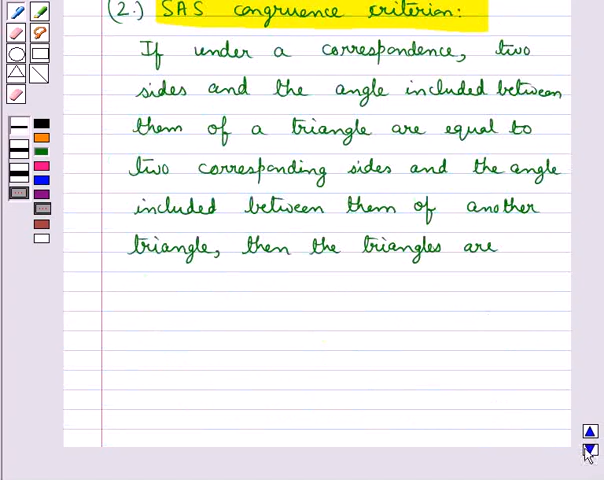 (2.) SAS congruence criterion:
If under a correspondence, two
sides and the angle included between
them of a triangle are equal to
two corresponding sides and the angle
included between them of another
triangle, then the triangles are